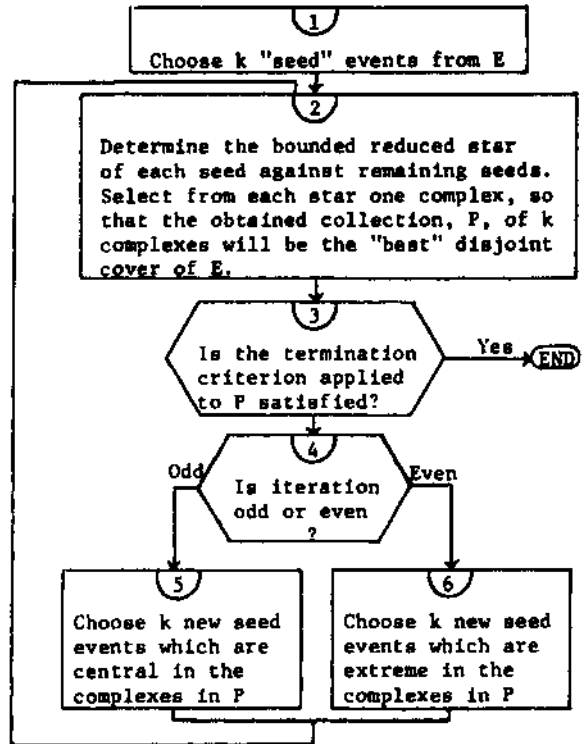 1
Choose k "seed" events from E
2
Determine the bounded reduced star
of each seed against remaining seeds.
Select from each star one complex, so
that the obtained collection, P, of k
complexes will be the "best" disjoint
cover of E.
3
Is the termination
criterion applied
to P satisfied?
Yes
END
4
Odd
Even
Is iteration
odd or even
?
5
Choose k new seed
events which are
central in the
complexes in P
6
Choose k new seed
events which are
extreme in the
complexes in P